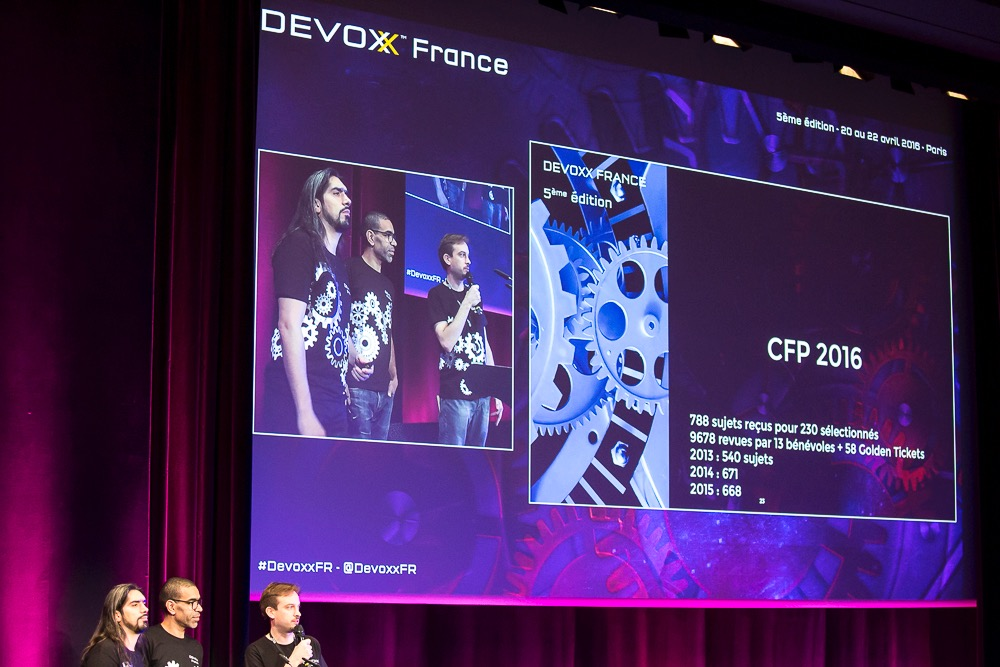 DEVOXX™ France
5ème édition - 20 au 22 avril 2016 - Paris
DEVOXX FRANCE
5ème édition
#DevoxxFR -
CFP 2016
788 sujets reçus pour 230 sélectionnés
9678 revues par 13 bénévoles + 58 Golden Tickets
2013 : 540 sujets
2014 : 671
2015 : 668
23
#DevoxxFR - @DevoxxFR